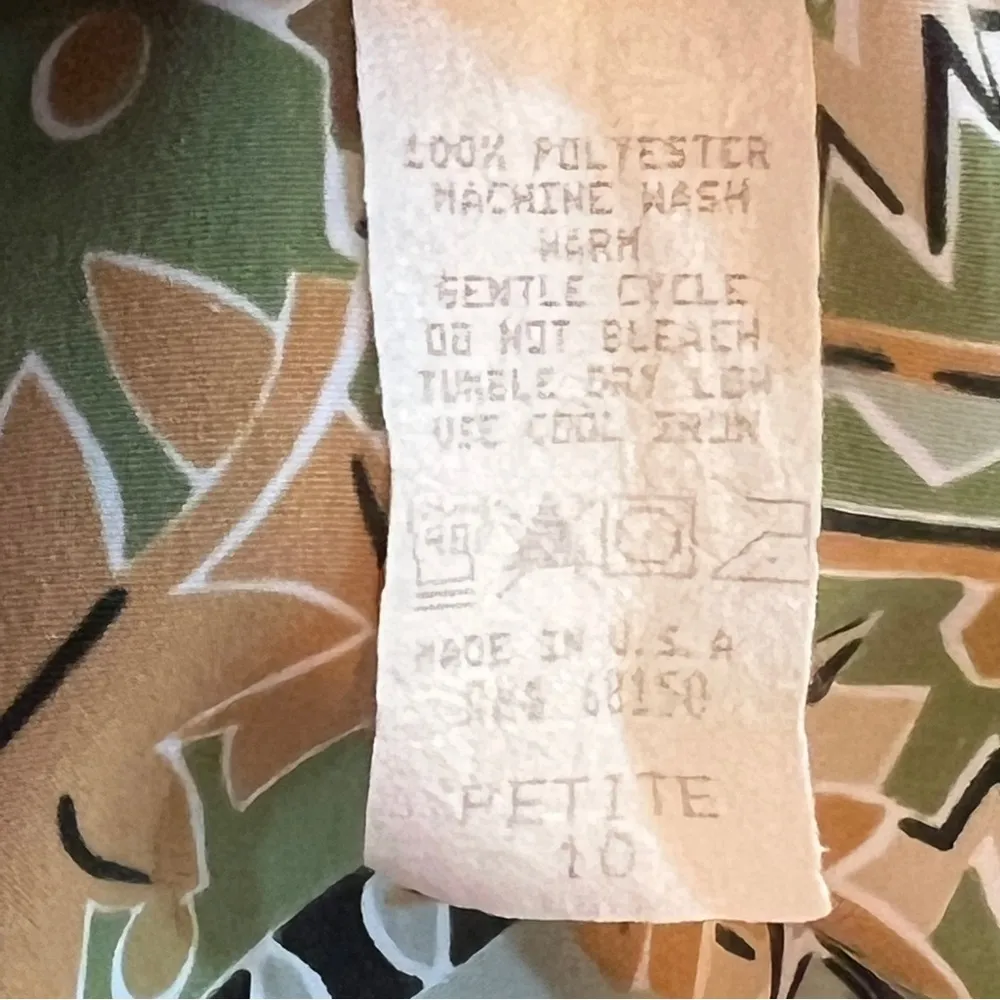 100% POLYESTER
MACHINE WASH
WARM
GENTLE CYCLE
DO NOT BLEACH
TUMBLE DRY LOW
USE COOL IRON
MADE IN U.S.A
68150
PETITE
10